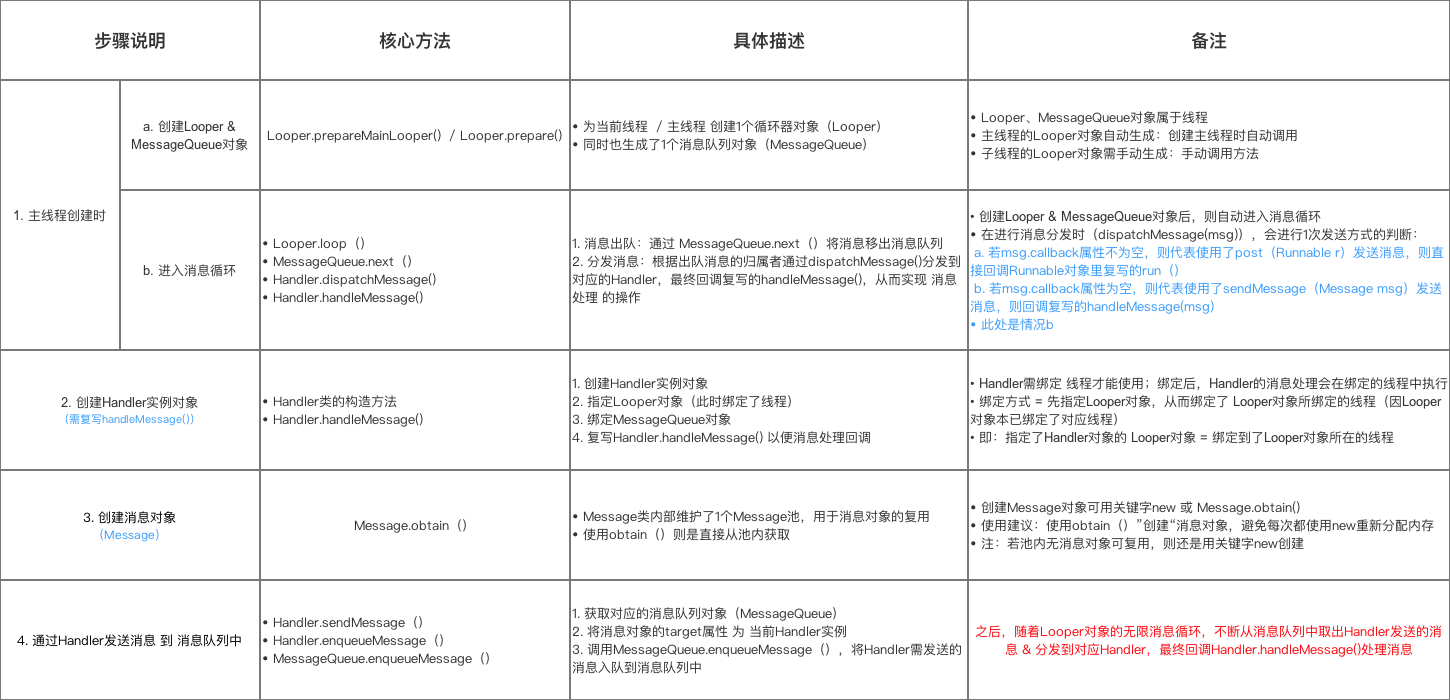 步骤说明
核心方法
具体描述
备注
1. 主线程创建时
a. 创建Looper &
MessageQueue对象
Looper.prepareMainLooper() / Looper.prepare()
• 为当前线程 / 主线程 创建1个循环器对象（Looper）
• 同时也生成了1个消息队列对象（MessageQueue）
• Looper、MessageQueue对象属于线程
• 主线程的Looper对象自动生成：创建主线程时自动调用
• 子线程的Looper对象需手动生成：手动调用方法
b. 进入消息循环
• Looper.loop（）
• MessageQueue.next（）
• Handler.dispatchMessage()
• Handler.handleMessage()
1. 消息出队：通过 MessageQueue.next（）将消息移出消息队列
2. 分发消息：根据出队消息的归属者通过dispatchMessage()分发到
对应的Handler，最终回调复写的handleMessage()，从而实现 消息
处理 的操作
• 创建Looper & MessageQueue对象后，则自动进入消息循环
• 在进行消息分发时（dispatchMessage(msg)），会进行1次发送方式的判断：
a. 若msg.callback属性不为空，则代表使用了post（Runnable r）发送消息，则直
接回调Runnable对象里复写的run（）
b. 若msg.callback属性为空，则代表使用了sendMessage（Message msg）发送
消息，则回调复写的handleMessage(msg)
• 此处是情况b
2. 创建Handler实例对象
(需复写handleMessage())
• Handler类的构造方法
• Handler.handleMessage()
1. 创建Handler实例对象
2. 指定Looper对象（此时绑定了线程）
3. 绑定MessageQueue对象
4. 复写Handler.handleMessage() 以便消息处理回调
• Handler需绑定 线程才能使用；绑定后，Handler的消息处理会在绑定的线程中执行
• 绑定方式 = 先指定Looper对象，从而绑定了 Looper对象所绑定的线程（因Looper
对象本已绑定了对应线程）
• 即：指定了Handler对象的 Looper对象 = 绑定到了Looper对象所在的线程
3. 创建消息对象
（Message）
Message.obtain（）
• Message类内部维护了1个Message池，用于消息对象的复用
• 使用obtain（）则是直接从池内获取
• 创建Message对象可用关键字new 或 Message.obtain()
• 使用建议：使用obtain（）”创建“消息对象，避免每次都使用new重新分配内存
• 注：若池内无消息对象可复用，则还是用关键字new创建
4. 通过Handler发送消息 到 消息队列中
• Handler.sendMessage（）
• Handler.enqueueMessage（）
• MessageQueue.enqueueMessage（）
1. 获取对应的消息队列对象（MessageQueue）
2. 将消息对象的target属性 为 当前Handler实例
3. 调用MessageQueue.enqueueMessage（），将Handler需发送的
消息入队到消息队列中
之后，随着Looper对象的无限消息循环，不断从消息队列中取出Handler发送的消
息 & 分发到对应Handler，最终回调Handler.handleMessage()处理消息